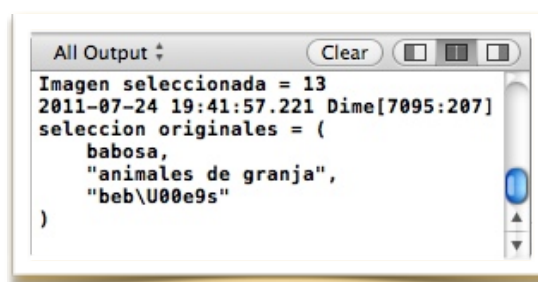 All Output Clear
Imagen seleccionada = 13
2011-07-24 19:41:57.221 Dime[7095:207]
seleccion originales = (
babosa,
"animales de granja",
"beb\U00e9s"
)